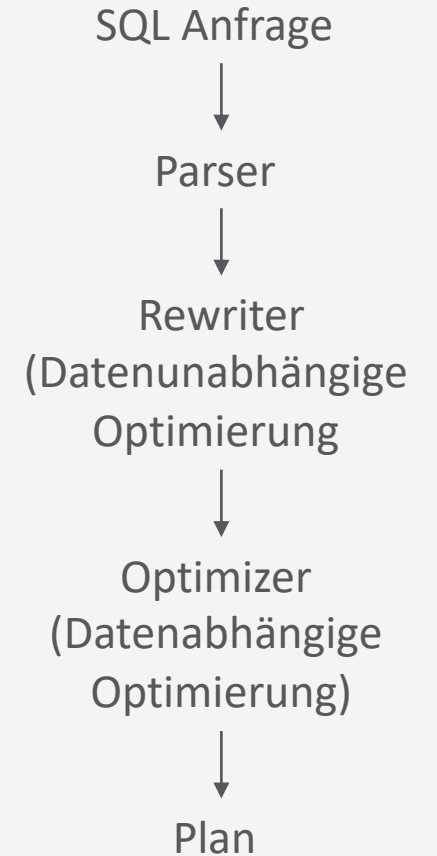 SQL Anfrage
Parser
Rewriter
(Datenunabhängige
Optimierung
Optimizer
(Datenabhängige
Optimierung)
Plan